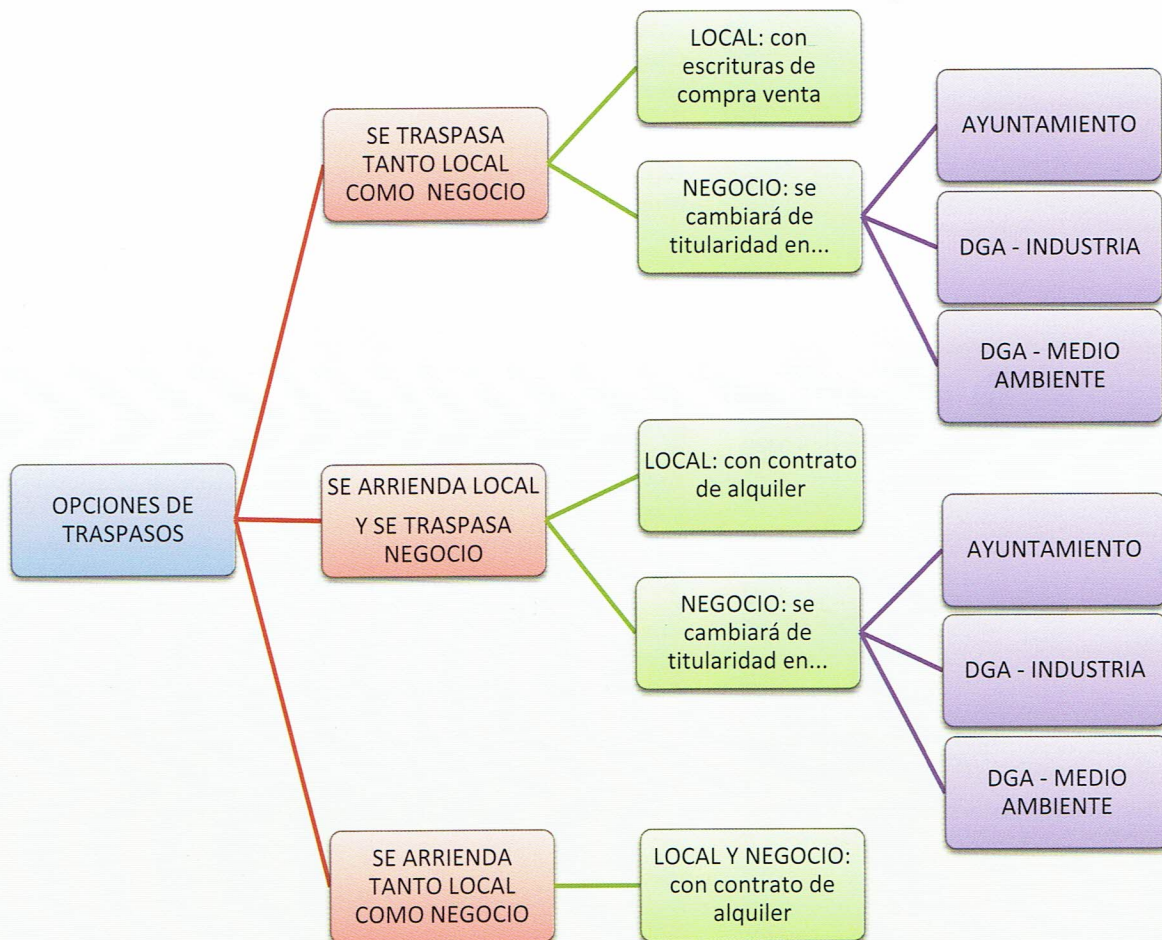 OPCIONES DE
TRASPASOS
SE TRASPASA
TANTO LOCAL
COMO NEGOCIO
LOCAL: con
escrituras de
compra venta
NEGOCIO: se
cambiará de
titularidad en...
AYUNTAMIENTO
DGA - INDUSTRIA
DGA - MEDIO
AMBIENTE
SE ARRIENDA LOCAL
Y SE TRASPASA
NEGOCIO
LOCAL: con contrato
de alquiler
NEGOCIO: se
cambiará de
titularidad en...
AYUNTAMIENTO
DGA - INDUSTRIA
DGA - MEDIO
AMBIENTE
SE ARRIENDA
TANTO LOCAL
COMO NEGOCIO
LOCAL Y NEGOCIO:
con contrato de
alquiler